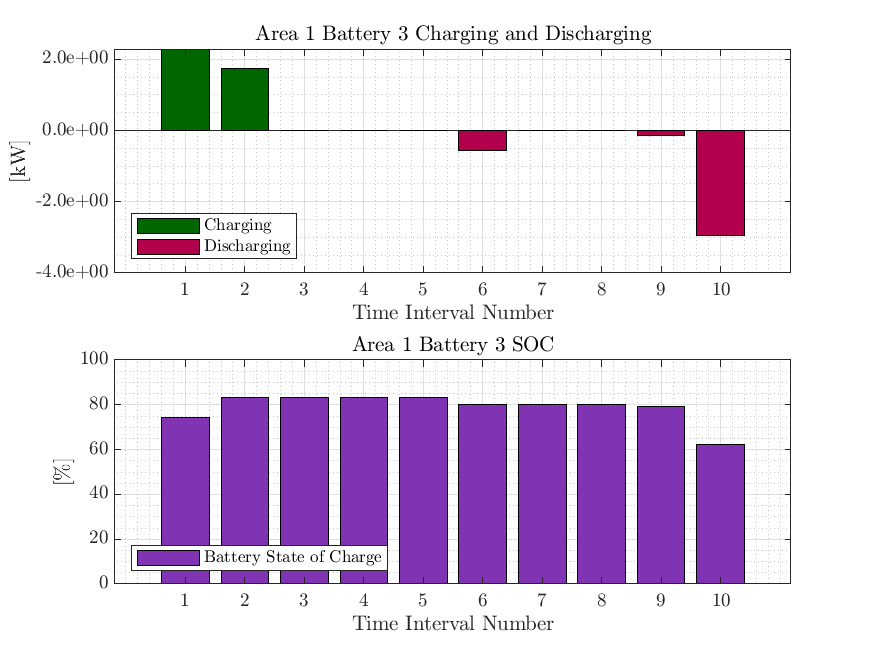 Area 1 Battery 3 Charging and Discharging
2.0e+00
0.0e+00
-2.0e+00
-4.0e+00
[kW]
Charging
Discharging
1 2 3 4 5 6 7 8 9 10
Time Interval Number
Area 1 Battery 3 SOC
100
80
60
40
20
0
[%]
Battery State of Charge
1 2 3 4 5 6 7 8 9 10
Time Interval Number